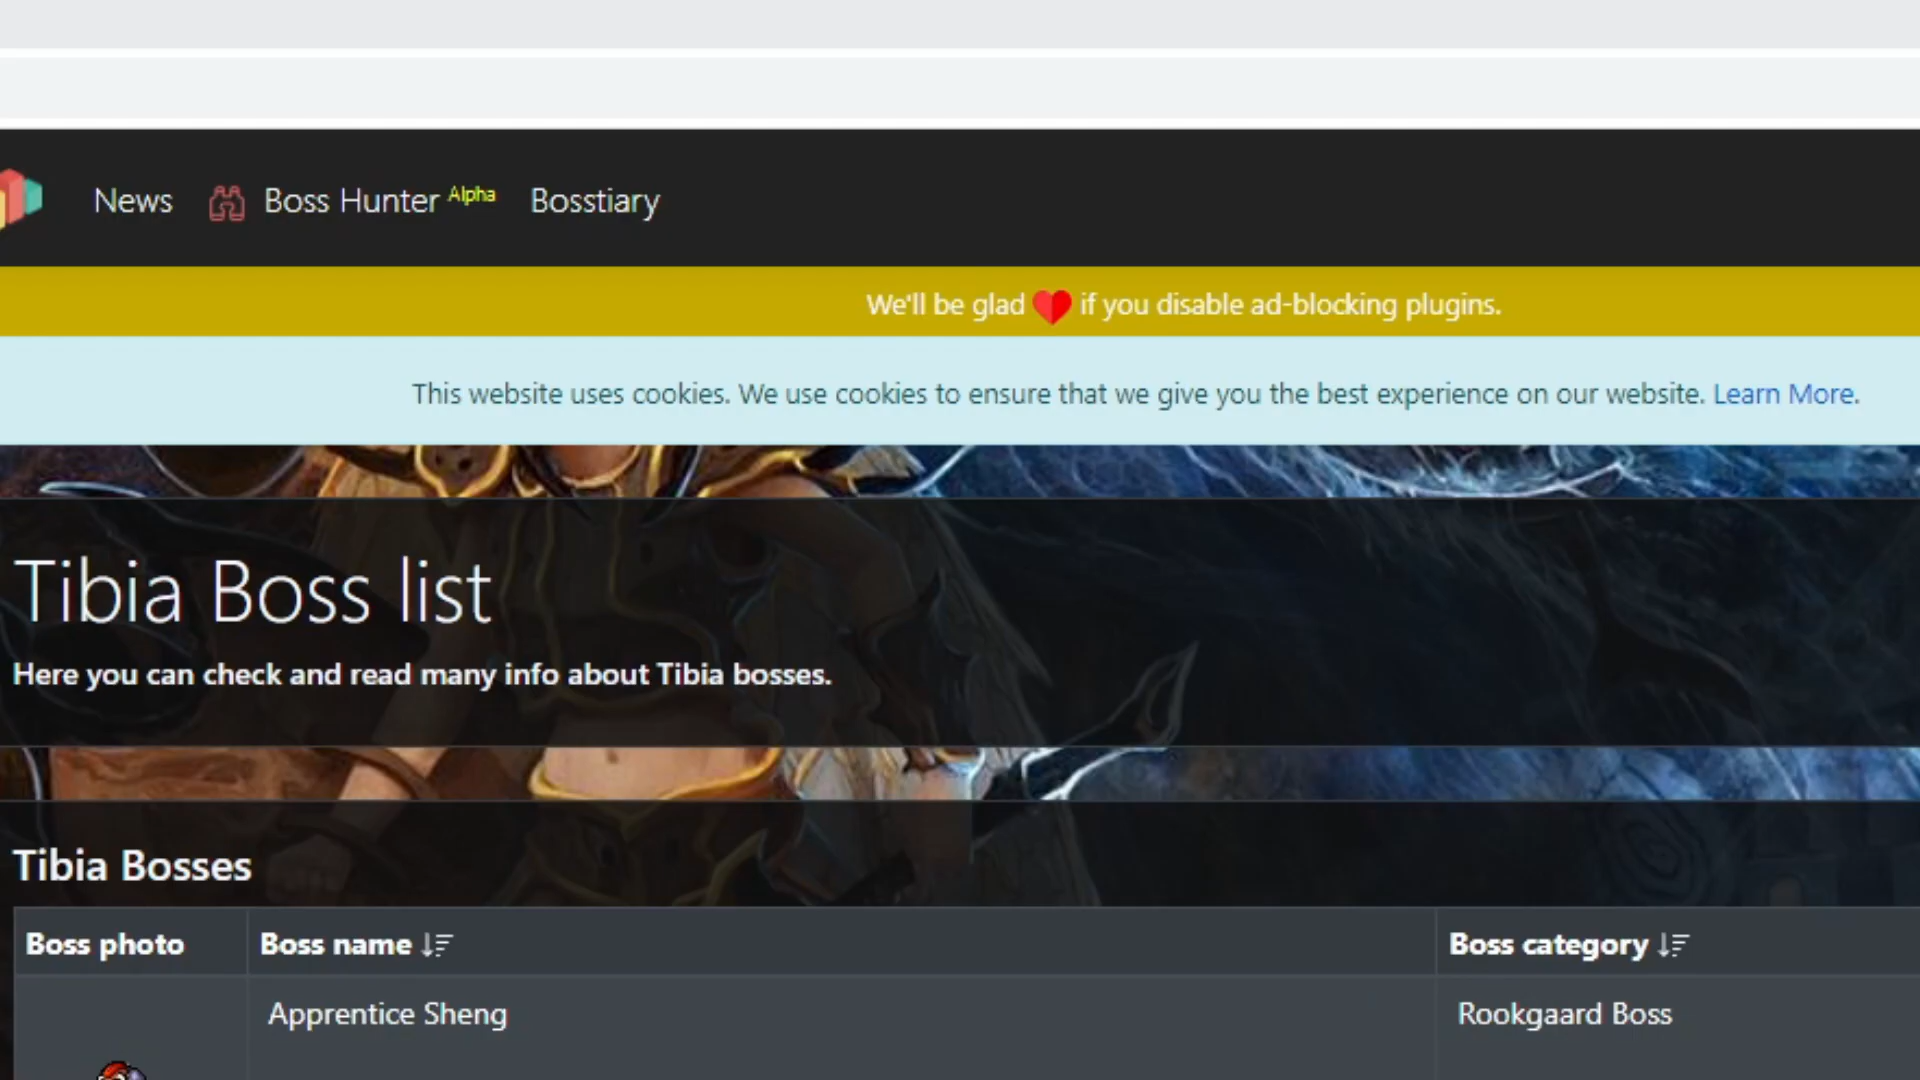 News Boss Hunter Alpha Bosstiary
We'll be glad if you disable ad-blocking plugins.
This website uses cookies. We use cookies to ensure that we give you the best experience on our website. Learn More.
Tibia Boss list
Here you can check and read many info about Tibia bosses.
Tibia Bosses
Boss photo Boss name Boss category
Apprentice Sheng Rookgaard Boss